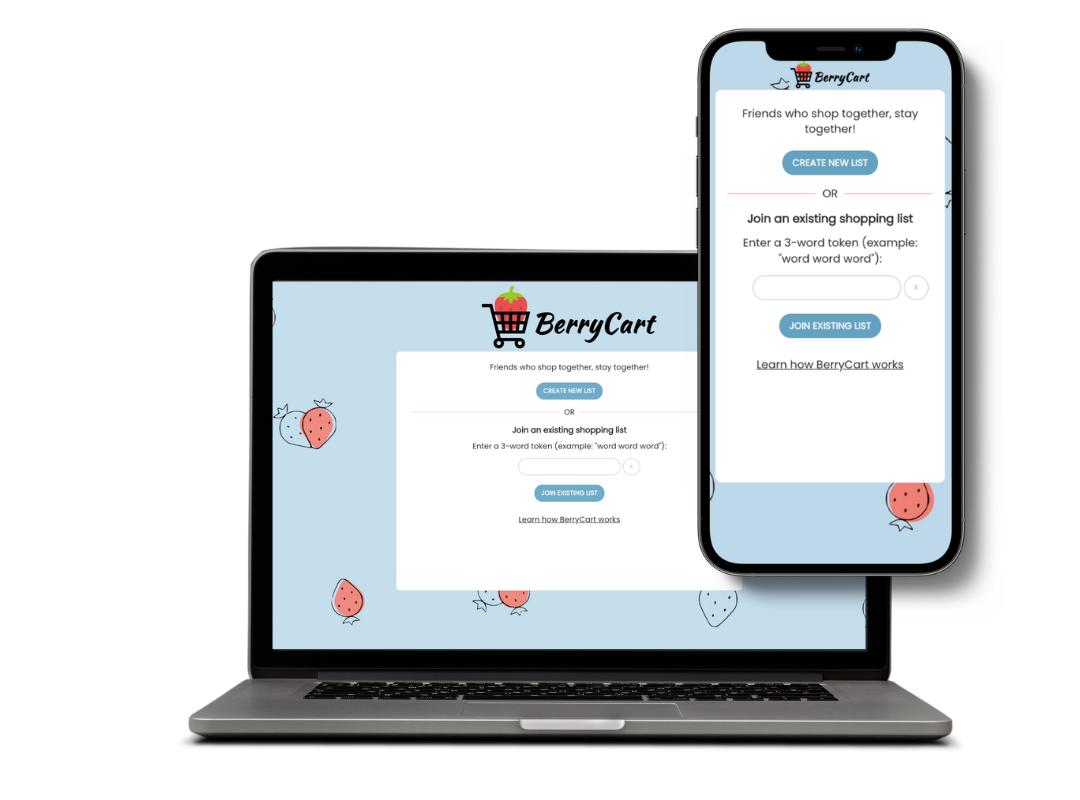 BerryCart
Friends who shop together, stay
together!
CREATE NEW LIST
OR
Join an existing shopping list
Enter a 3-word token (example:
"word word word"):
x
JOIN EXISTING LIST
Learn how BerryCart works
BerryCart
Friends who shop together, stay together!
CREATE NEW LIST
OR
Join an existing shopping list
Enter a 3-word token (example: "word word word"):
x
JOIN EXISTING LIST
Learn how BerryCart works